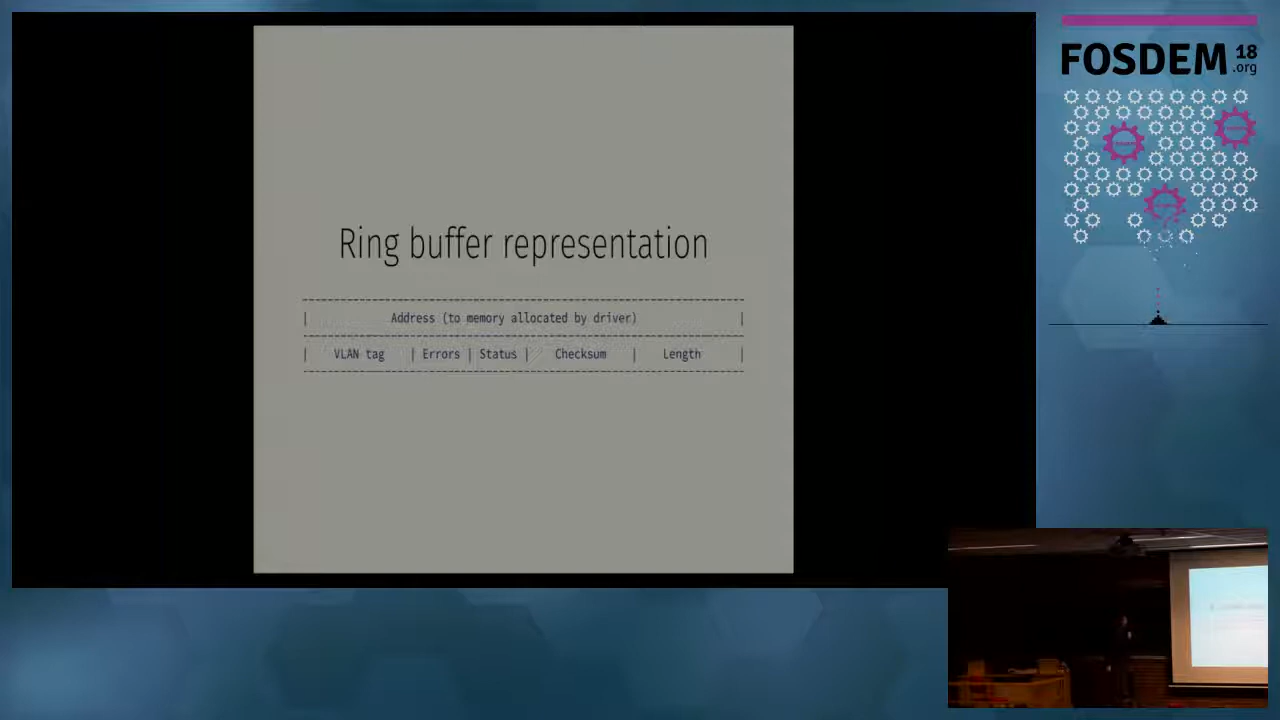 FOSDEM 18
.org
Ring buffer representation
--------------------------------------------------
| Address (to memory allocated by driver) |
--------------------------------------------------
| VLAN tag | Errors | Status | Checksum | Length |
--------------------------------------------------